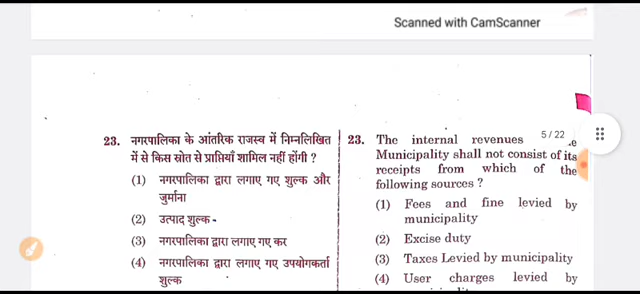 Scanned with CamScanner
5 / 22
23. नगरपालिका के आंतरिक राजस्व में निम्नलिखित
में से किस स्रोत से प्राप्तियाँ शामिल नहीं होंगी ?
(1) नगरपालिका द्वारा लगाए गए शुल्क और
जुर्माना
(2) उत्पाद शुल्क
(3) नगरपालिका द्वारा लगाए गए कर
(4) नगरपालिका द्वारा लगाए गए उपयोगकर्ता
शुल्क
23. The internal revenues
Municipality shall not consist of its
receipts from which of the
following sources ?
(1) Fees and fine levied by
municipality
(2) Excise duty
(3) Taxes Levied by municipality
(4) User charges levied by